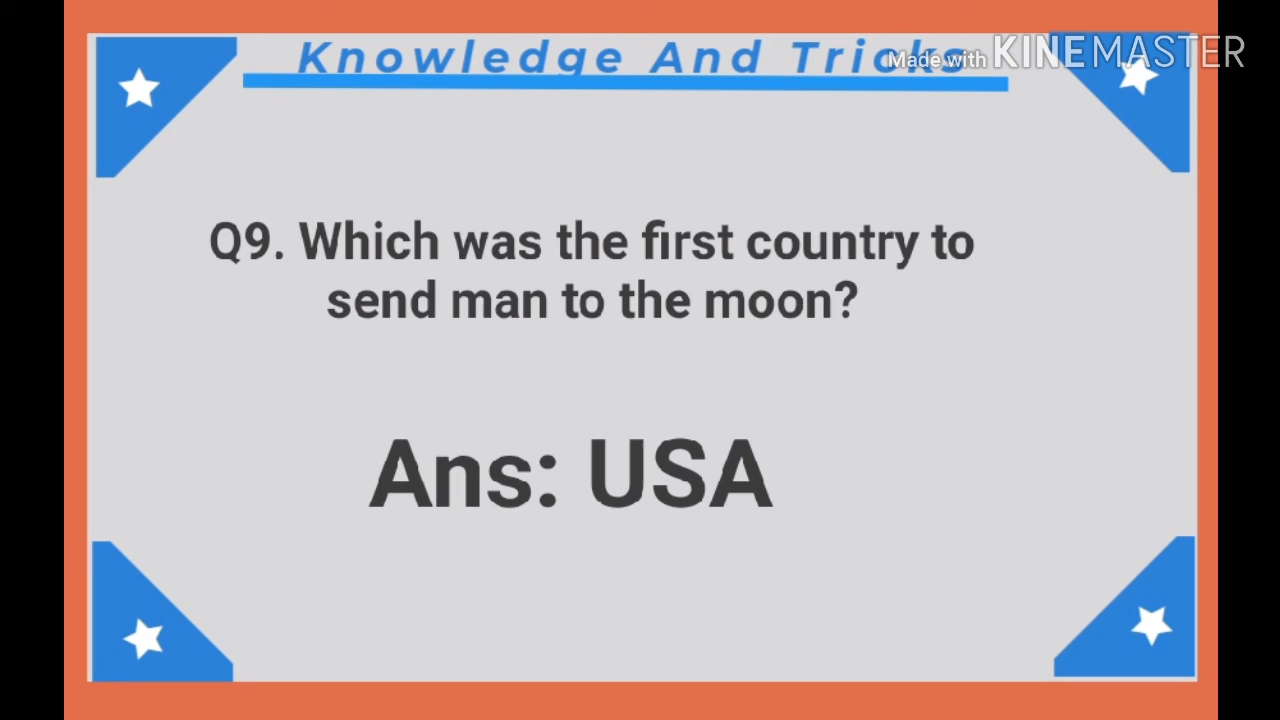 Knowledge And Tricks
Made with KINEMASTER
Q9. Which was the first country to
send man to the moon?
Ans: USA